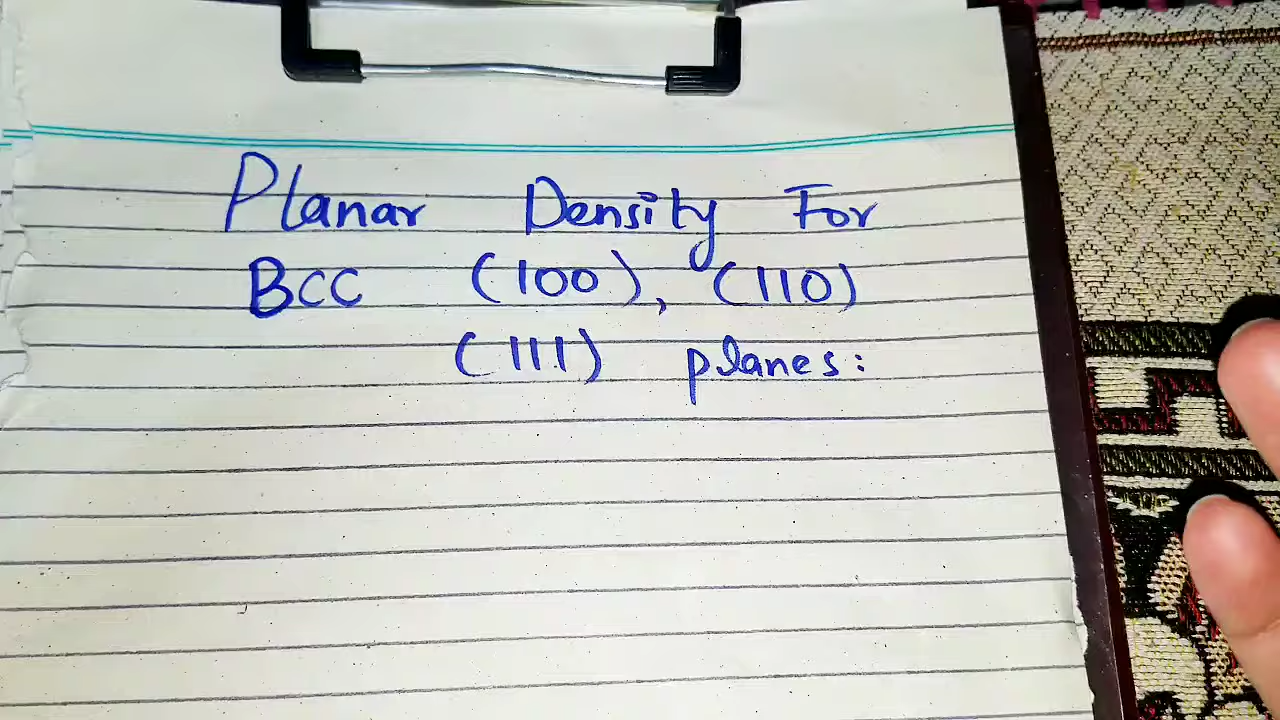 Planar Density For
BCC (100), (110)
(111) planes: